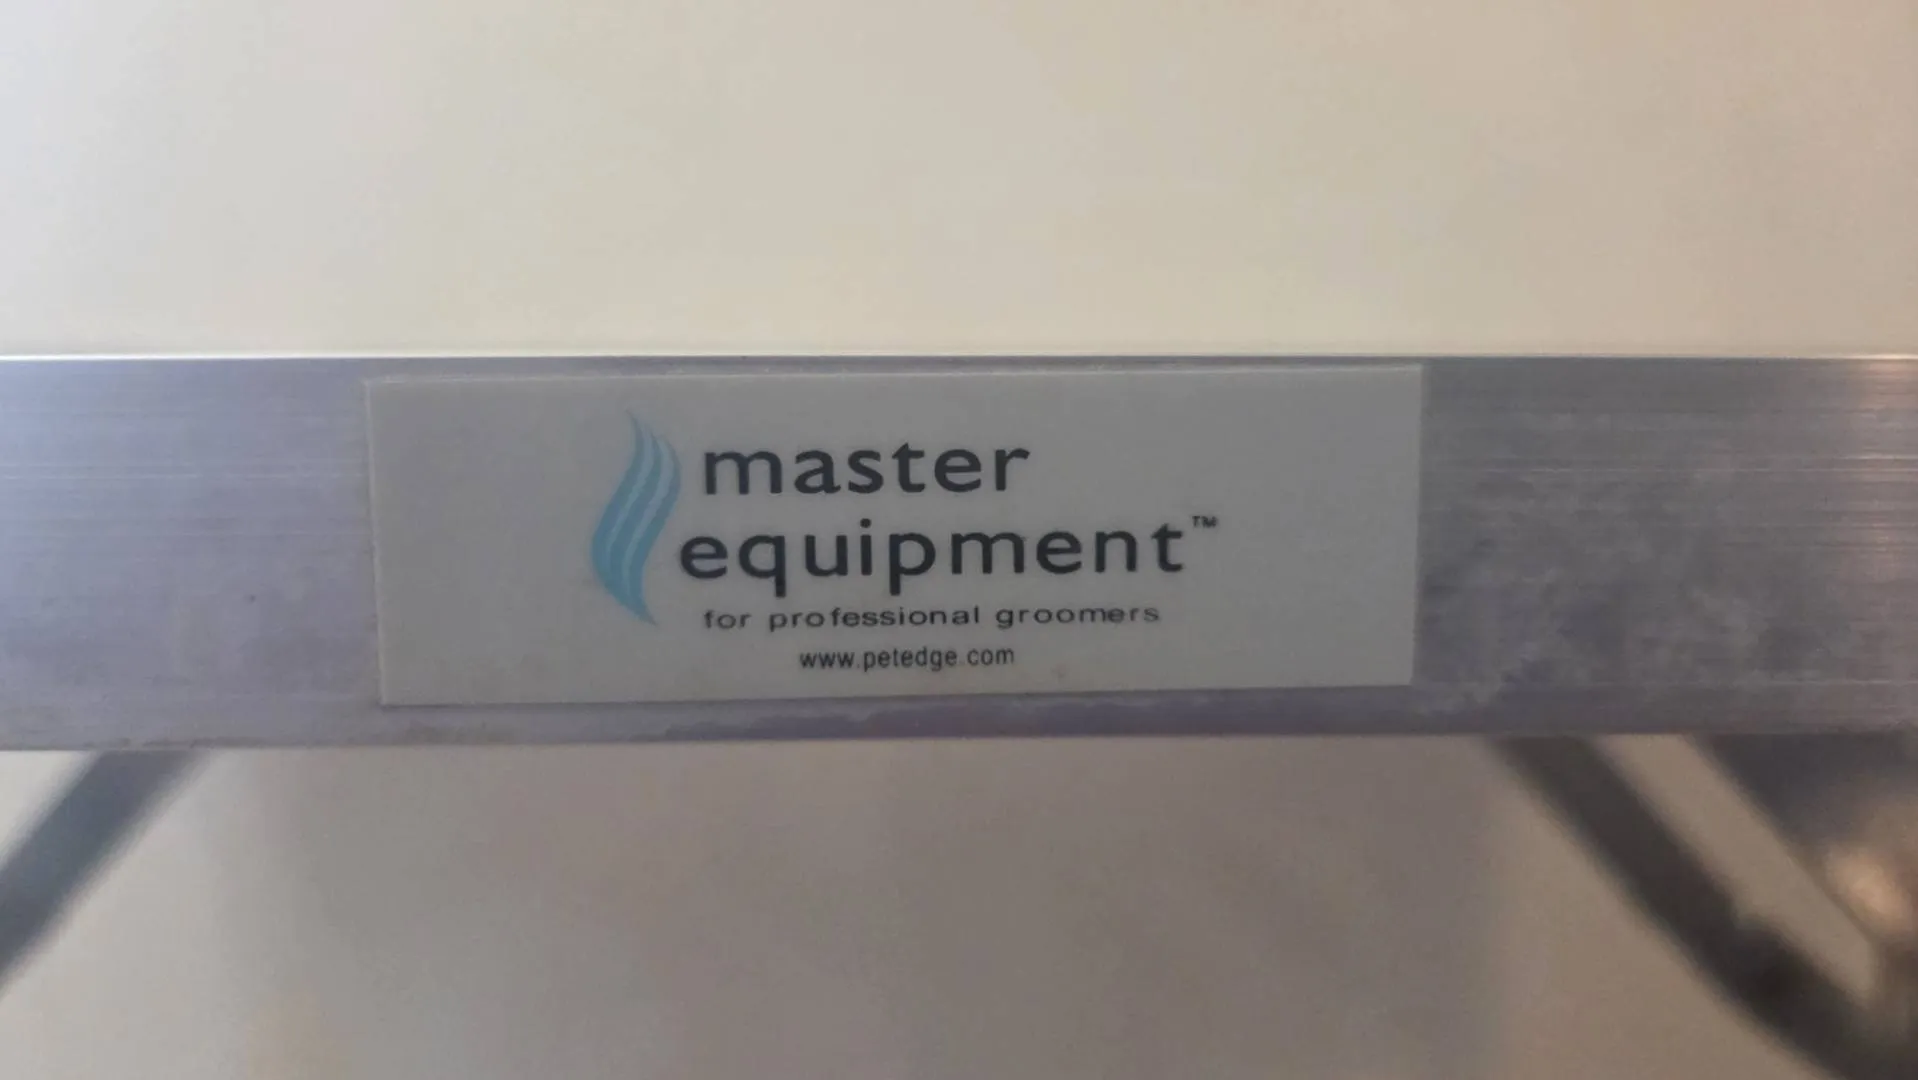 master
equipment™
for professional groomers
www.petedge.com